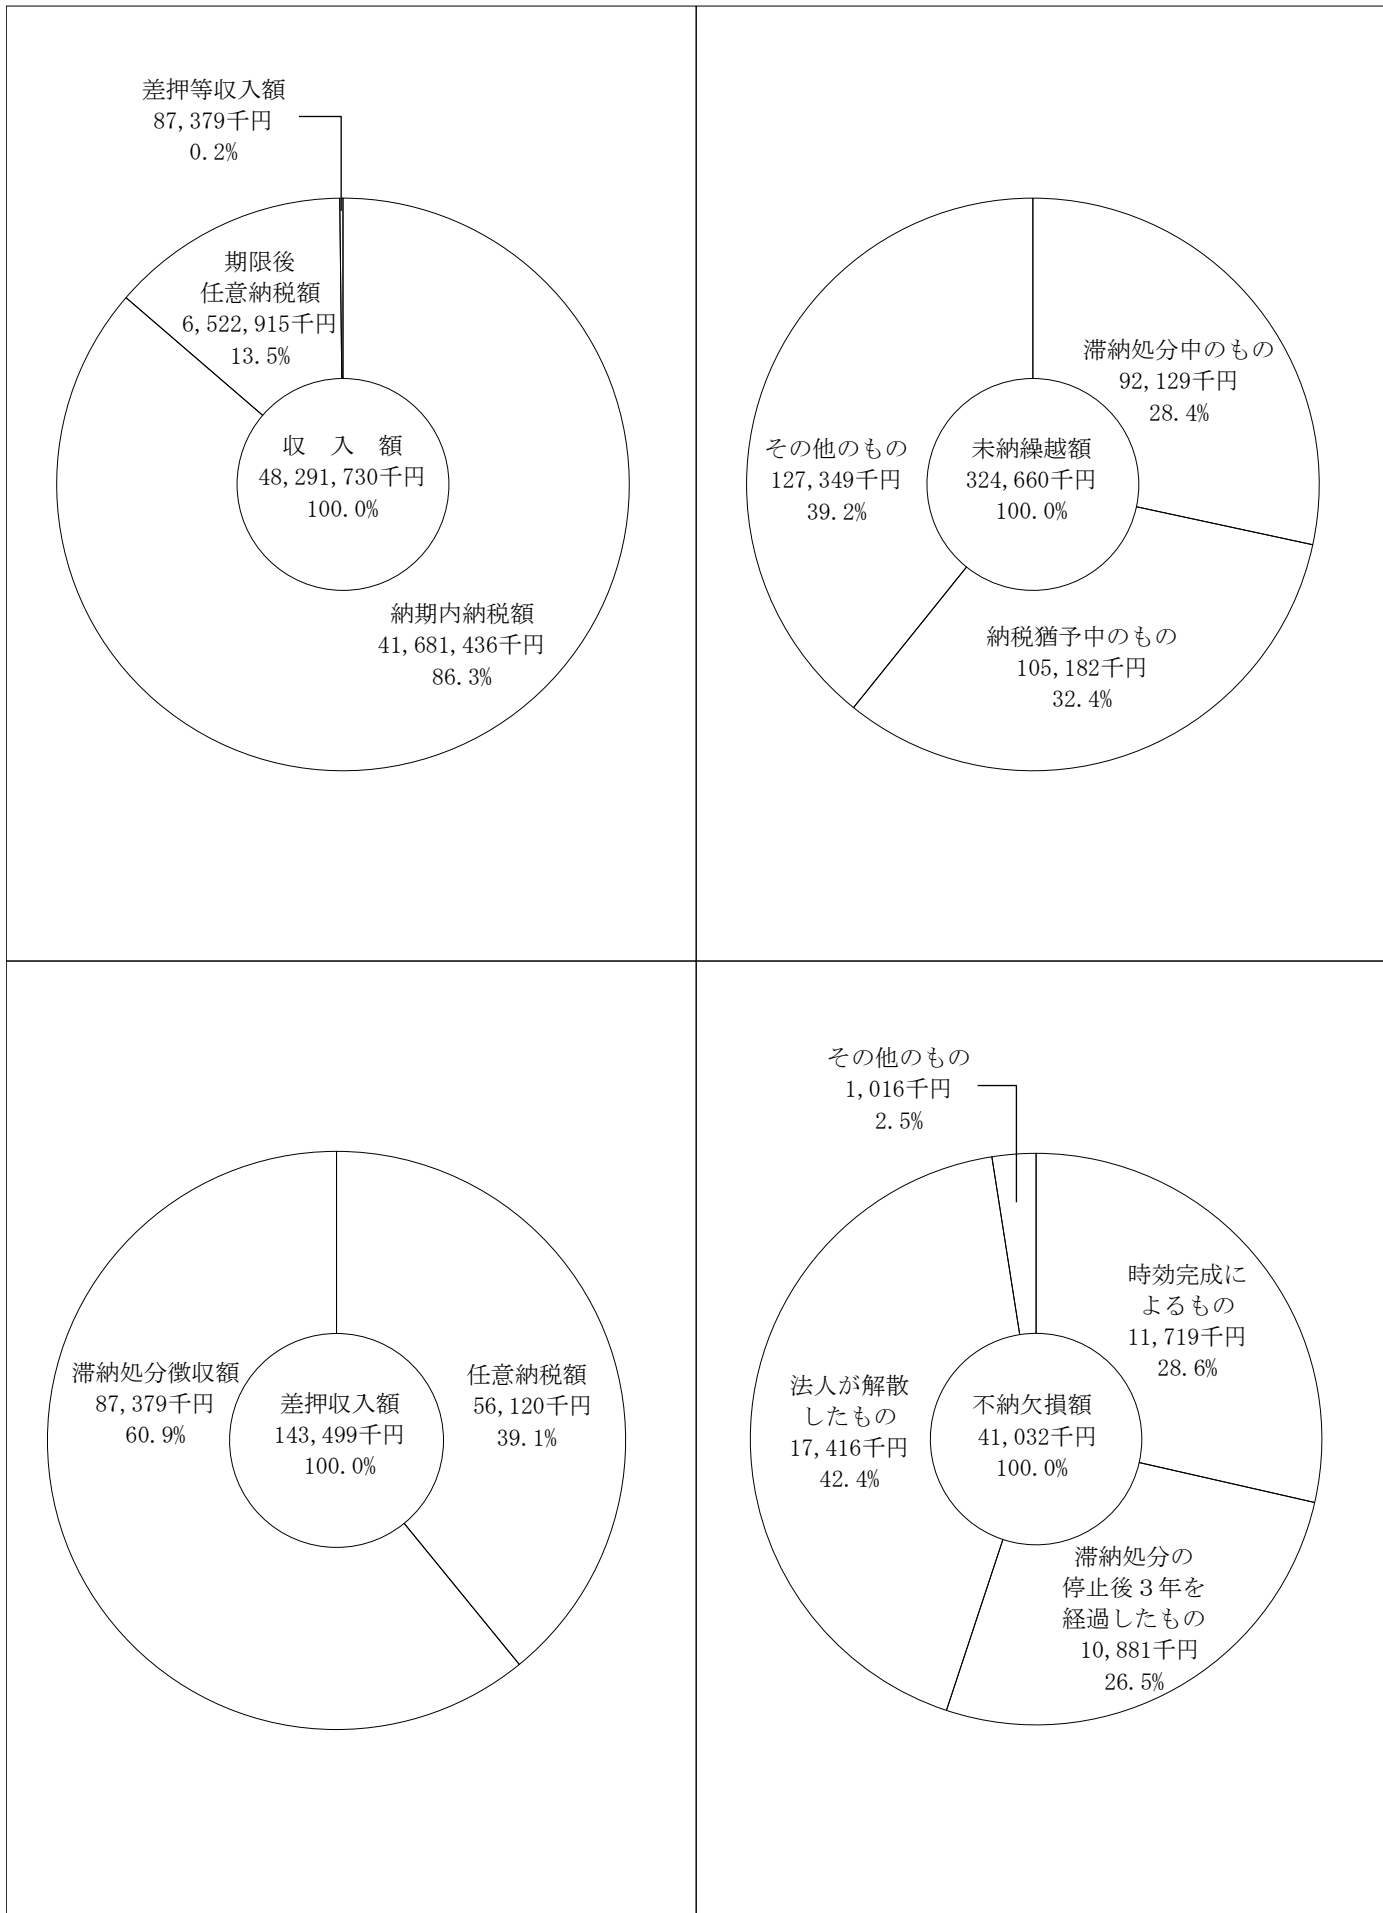 差押等収入額
87,379千円
0.2%
期限後
任意納税額
6,522,915千円
13.5%
収　入　額
48,291,730千円
100.0%
納期内納税額
41,681,436千円
86.3%
滞納処分中のもの
92,129千円
28.4%
その他のもの
127,349千円
39.2%
未納繰越額
324,660千円
100.0%
納税猶予中のもの
105,182千円
32.4%
滞納処分徴収額
87,379千円
60.9%
差押収入額
143,499千円
100.0%
任意納税額
56,120千円
39.1%
その他のもの
1,016千円
2.5%
時効完成に
よるもの
11,719千円
28.6%
法人が解散
したもの
17,416千円
42.4%
不納欠損額
41,032千円
100.0%
滞納処分の
停止後３年を
経過したもの
10,881千円
26.5%